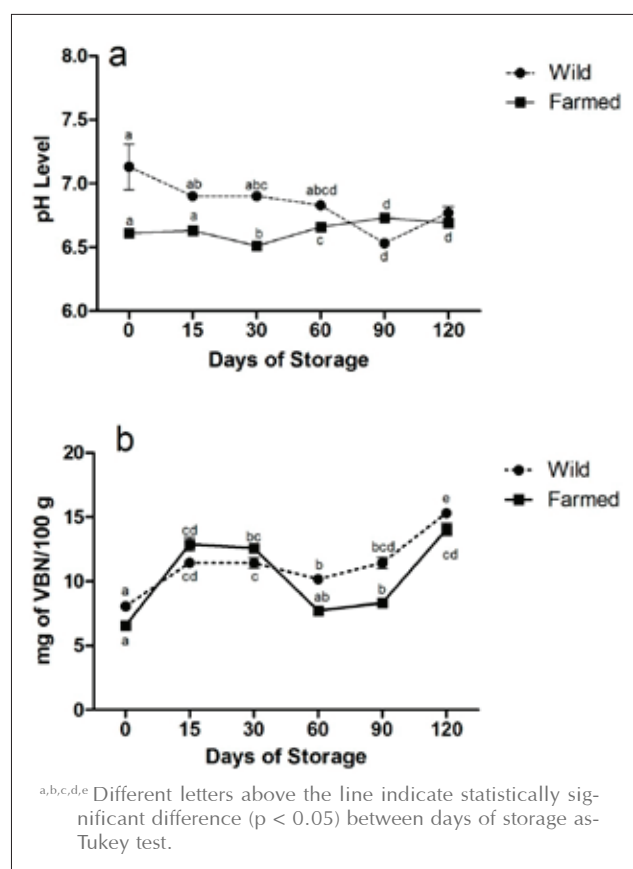 a
8.0
Wild
Farmed
7.5
7.0
6.5
6.0
pH Level
a ab abc abcd d
a a b c d d
0 15 30 60 90 120
Days of Storage
b
20
Wild
Farmed
15
10
5
0
mg of VBN/100 g
a cd bc b bcd e
a cd c ab b cd
0 15 30 60 90 120
Days of Storage
a,b,c,d,e Different letters above the line indicate statistically sig-
nificant difference (p < 0.05) between days of storage as-
Tukey test.